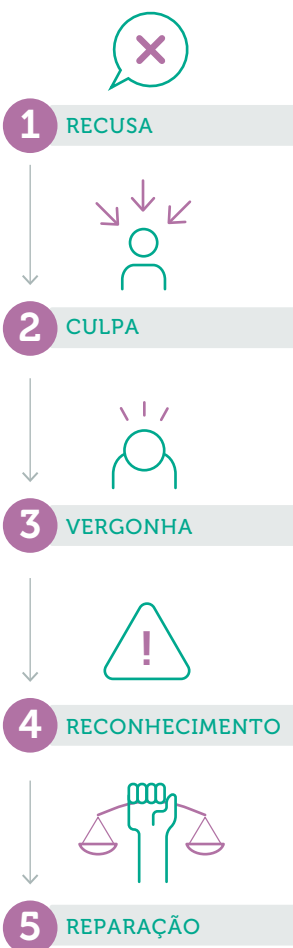 1 RECUSA
2 CULPA
3 VERGONHA
!
4 RECONHECIMENTO
5 REPARAÇÃO